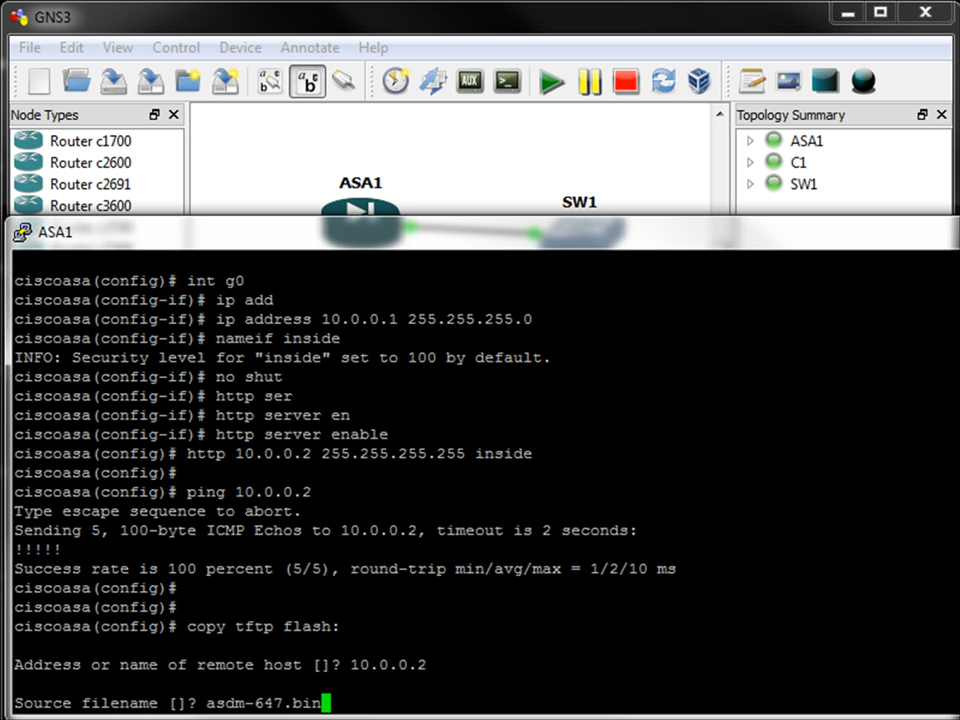 GNS3
File Edit View Control Device Annotate Help
AUX
Node Types
Topology Summary
Router c1700
Router c2600
Router c2691
Router c3600
ASA1
SW1
ASA1
C1
SW1
ASA1
ciscoasa(config)# int g0
ciscoasa(config-if)# ip add
ciscoasa(config-if)# ip address 10.0.0.1 255.255.255.0
ciscoasa(config-if)# nameif inside
INFO: Security level for "inside" set to 100 by default.
ciscoasa(config-if)# no shut
ciscoasa(config-if)# http ser
ciscoasa(config-if)# http server en
ciscoasa(config-if)# http server enable
ciscoasa(config)# http 10.0.0.2 255.255.255.255 inside
ciscoasa(config)#
ciscoasa(config)# ping 10.0.0.2
Type escape sequence to abort.
Sending 5, 100-byte ICMP Echos to 10.0.0.2, timeout is 2 seconds:
!!!!!
Success rate is 100 percent (5/5), round-trip min/avg/max = 1/2/10 ms
ciscoasa(config)#
ciscoasa(config)#
ciscoasa(config)# copy tftp flash:
Address or name of remote host []? 10.0.0.2
Source filename []? asdm-647.bin